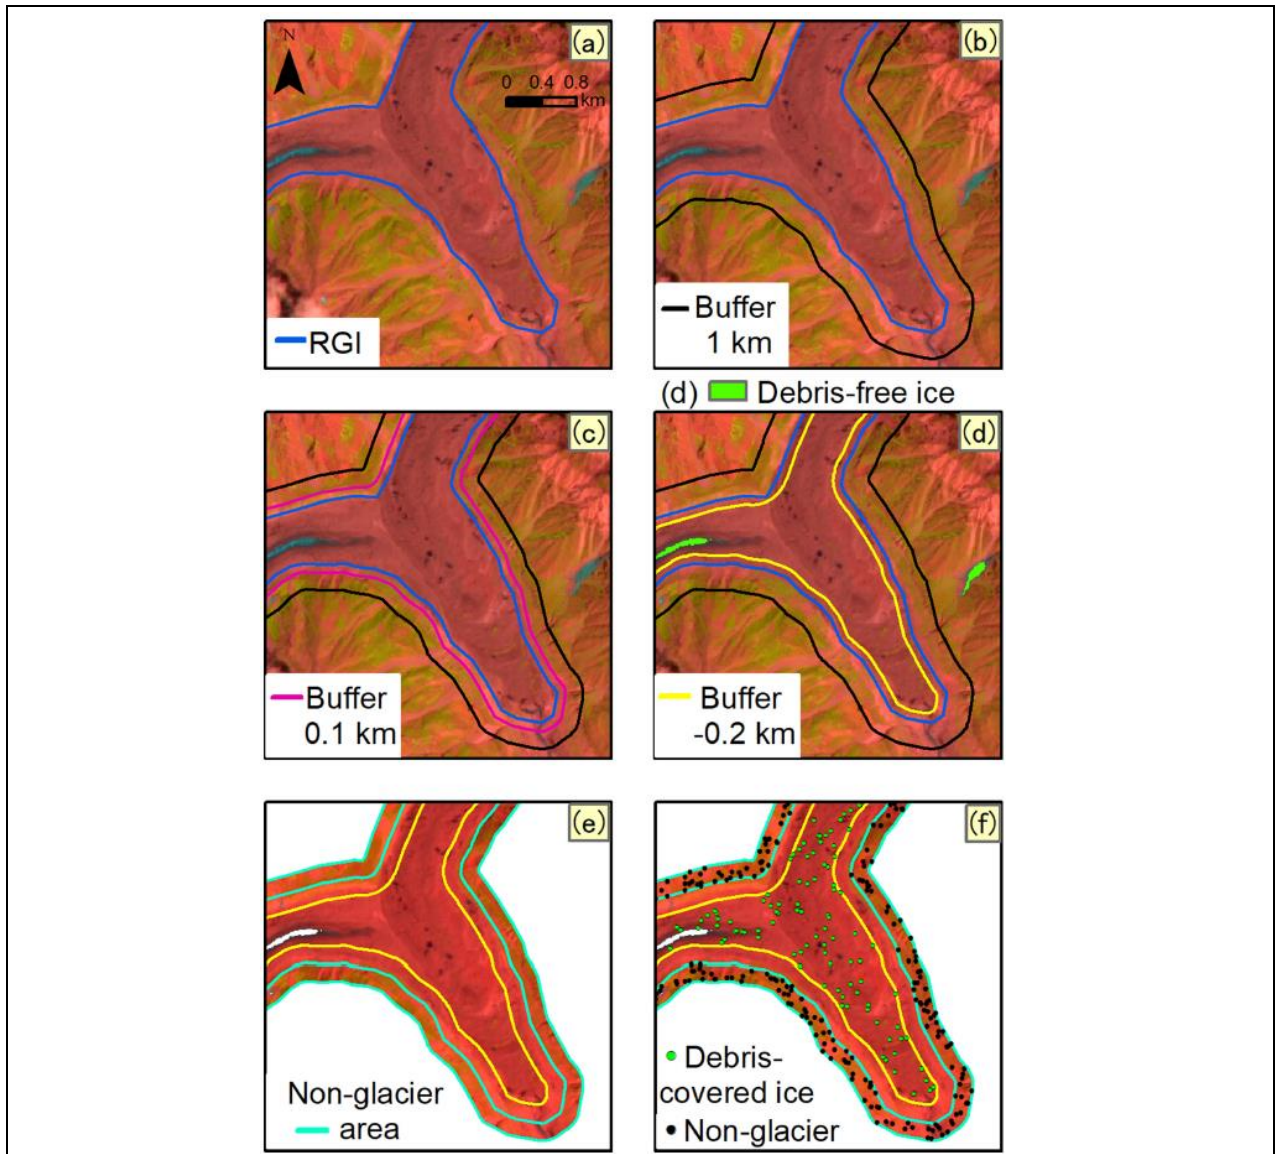 (a)
N
0 0.4 0.8
km
RGI
(b)
Buffer
1 km
(d) Debris-free ice
(c)
Buffer
0.1 km
(d)
Buffer
-0.2 km
(e)
Non-glacier
area
(f)
Debris-
covered ice
Non-glacier